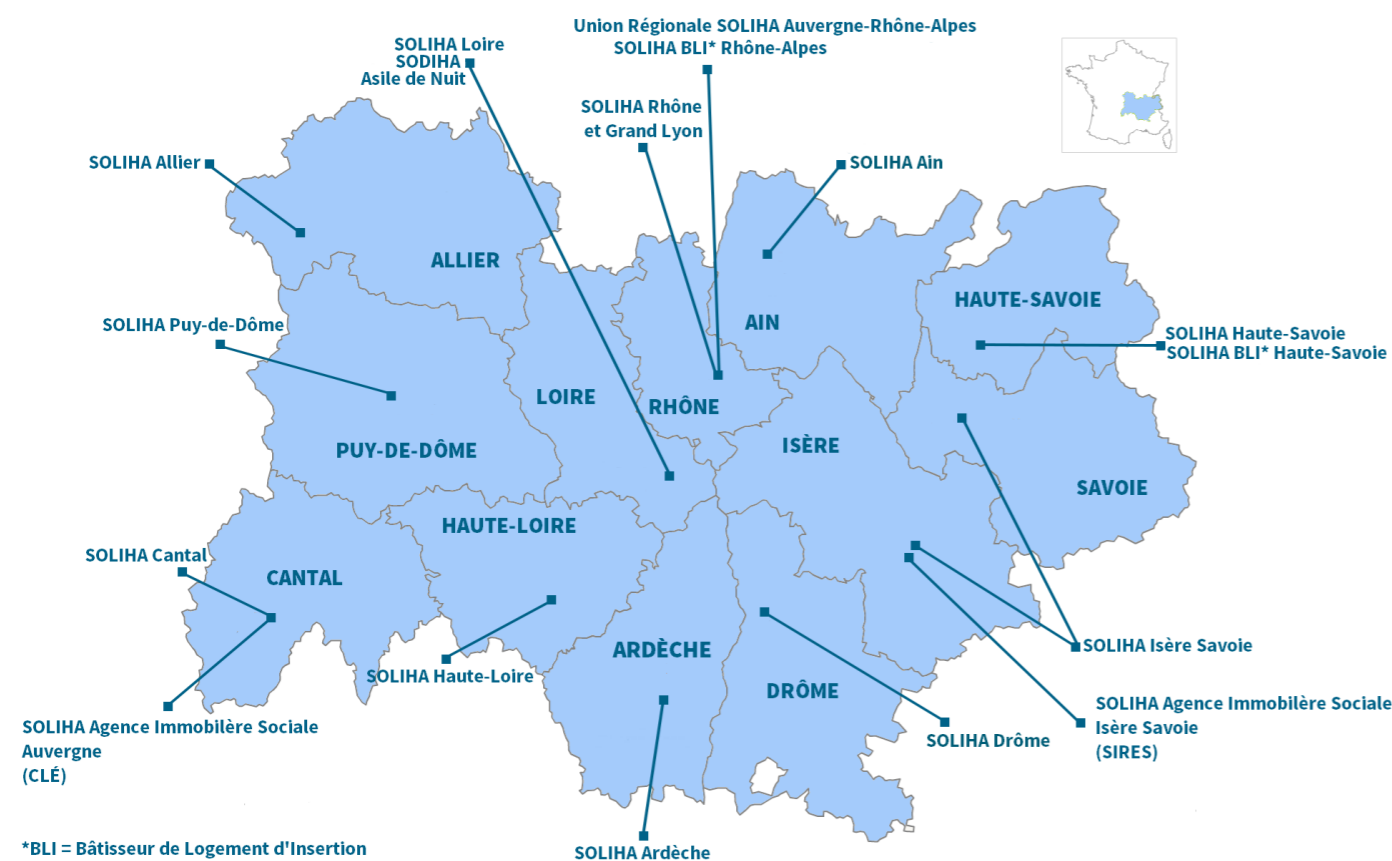 Union Régionale SOLIHA Auvergne-Rhône-Alpes
SOLIHA BLI* Rhône-Alpes
SOLIHA Loire
SODIHA
Asile de Nuit
SOLIHA Rhône
et Grand Lyon
SOLIHA Allier
SOLIHA Ain
ALLIER
HAUTE-SAVOIE
AIN
SOLIHA Puy-de-Dôme
SOLIHA Haute-Savoie
SOLIHA BLI* Haute-Savoie
LOIRE
RHÔNE
PUY-DE-DÔME
ISÈRE
SAVOIE
HAUTE-LOIRE
SOLIHA Cantal
CANTAL
ARDÈCHE
SOLIHA Isère Savoie
SOLIHA Haute-Loire
DRÔME
SOLIHA Agence Immobilère Sociale
Isère Savoie
(SIRES)
SOLIHA Agence Immobilère Sociale
Auvergne
(CLÉ)
SOLIHA Drôme
*BLI = Bâtisseur de Logement d'Insertion
SOLIHA Ardèche